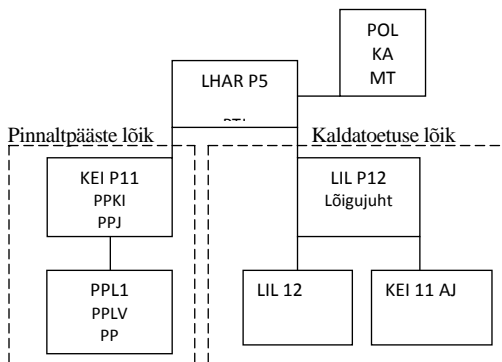 POL
KA
MT
LHAR P5
Pinnaltpääste lõik
Kaldatoetuse lõik
KEI P11
PPKI
PPJ
LIL P12
Lõigujuht
PPL1
PPLV
PP
LIL 12
KEI 11 AJ